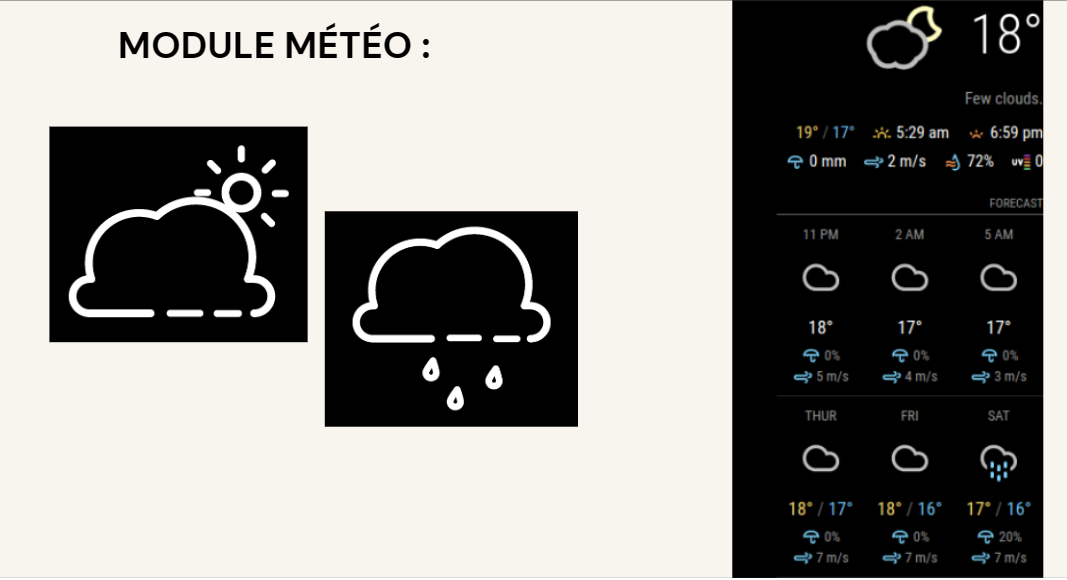 MODULE MÉTÉO :
18°
Few clouds.
19° / 17° 5:29 am 6:59 pm
0 mm 2 m/s 72% uv 0
FORECAST
11 PM 2 AM 5 AM
18° 17° 17°
0% 0% 0%
5 m/s 4 m/s 3 m/s
THUR FRI SAT
18° / 17° 18° / 16° 17° / 16°
0% 0% 20%
7 m/s 7 m/s 7 m/s